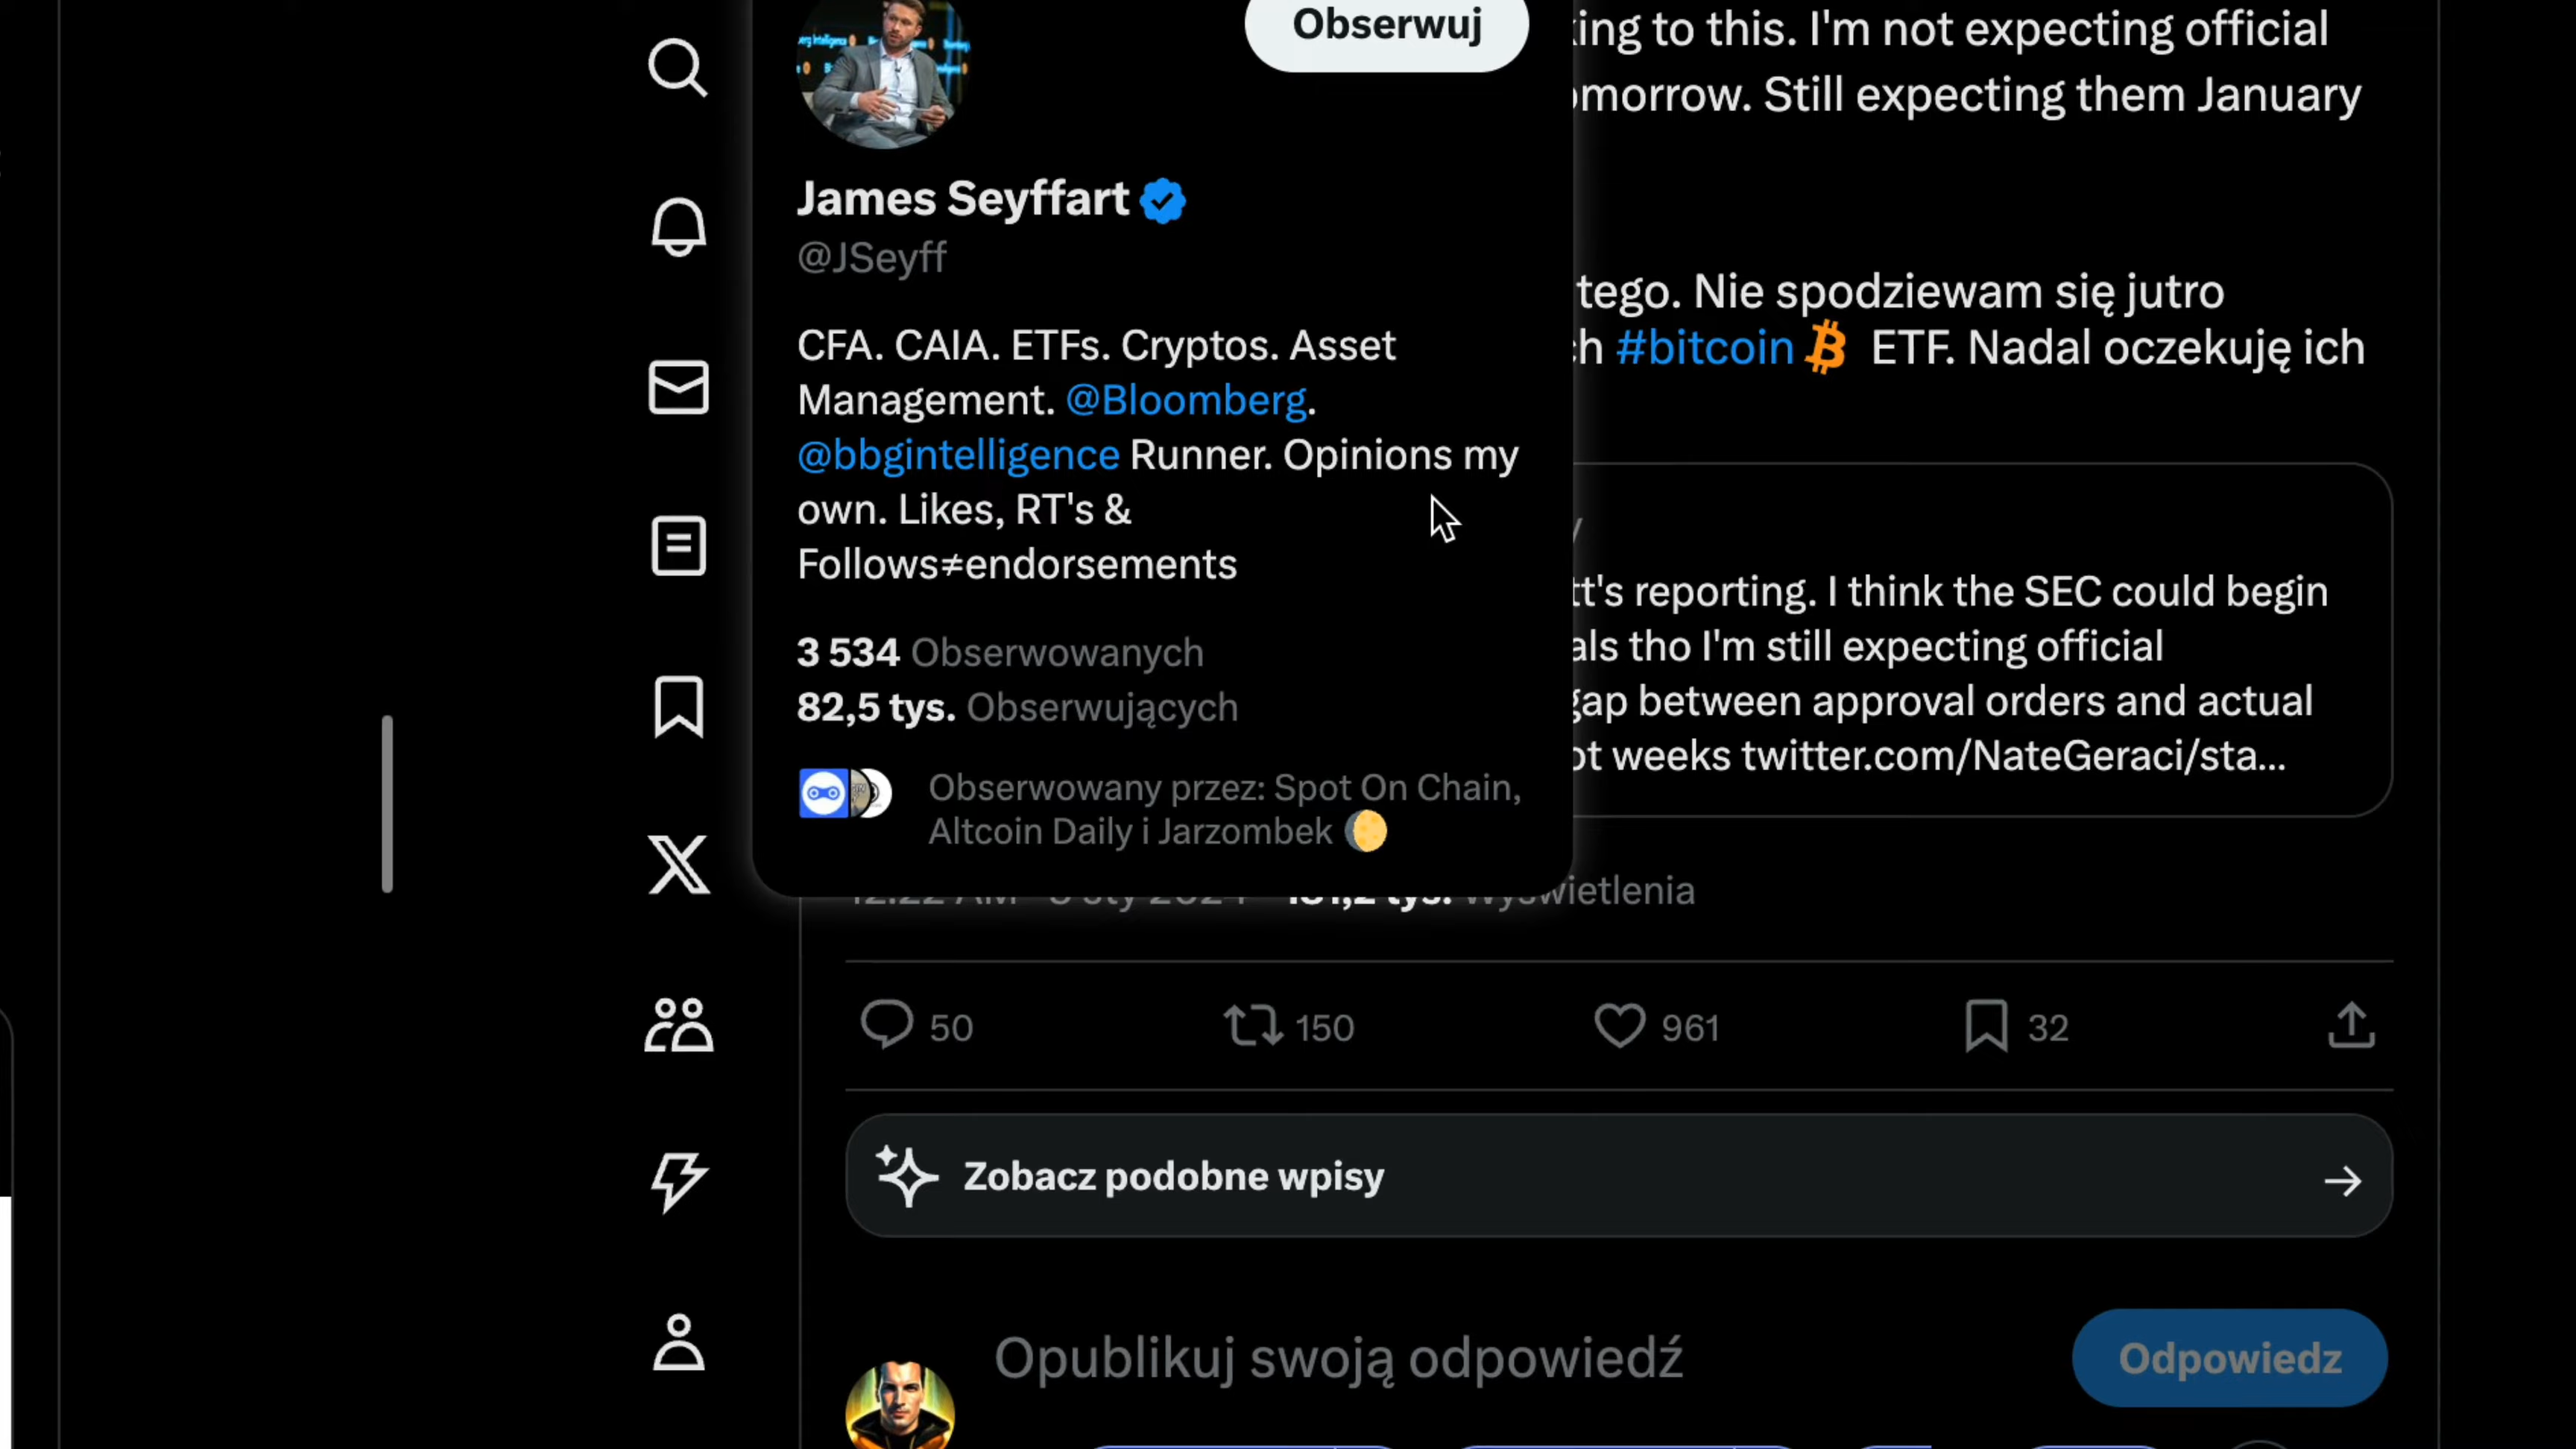 Obserwuj
James Seyffart
@JSeyff
CFA. CAIA. ETFs. Cryptos. Asset
Management. @Bloomberg.
@bbgintelligence Runner. Opinions my
own. Likes, RT's &
Follows≠endorsements
3 534 Obserwowanych
82,5 tys. Obserwujących
Obserwowany przez: Spot On Chain,
Altcoin Daily i Jarzombek
to this. I'm not expecting official
Still expecting them January
tego. Nie spodziewam się jutro
#bitcoin ETF. Nadal oczekuję ich
reporting. I think the SEC could begin
tho I'm still expecting official
gap between approval orders and actual
weeks twitter.com/NateGeraci/sta...
Wyświetlenia
50 150 961 32
Zobacz podobne wpisy
Opublikuj swoją odpowiedź
Odpowiedz